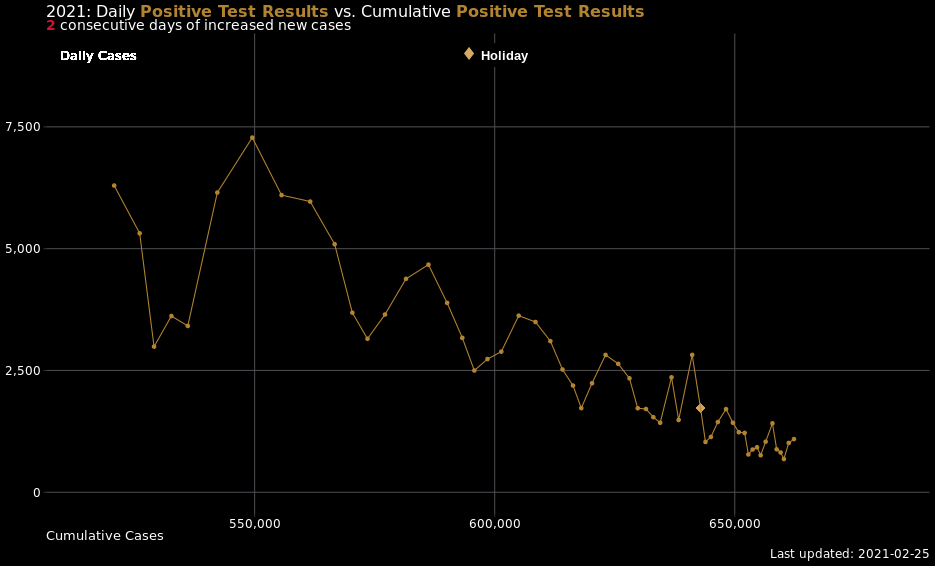 2021: Daily Positive Test Results vs. Cumulative Positive Test Results
2 consecutive days of increased new cases
Daily Cases
Holiday
7,500
5,000
2,500
0
550,000
600,000
650,000
Cumulative Cases
Last updated: 2021-02-25